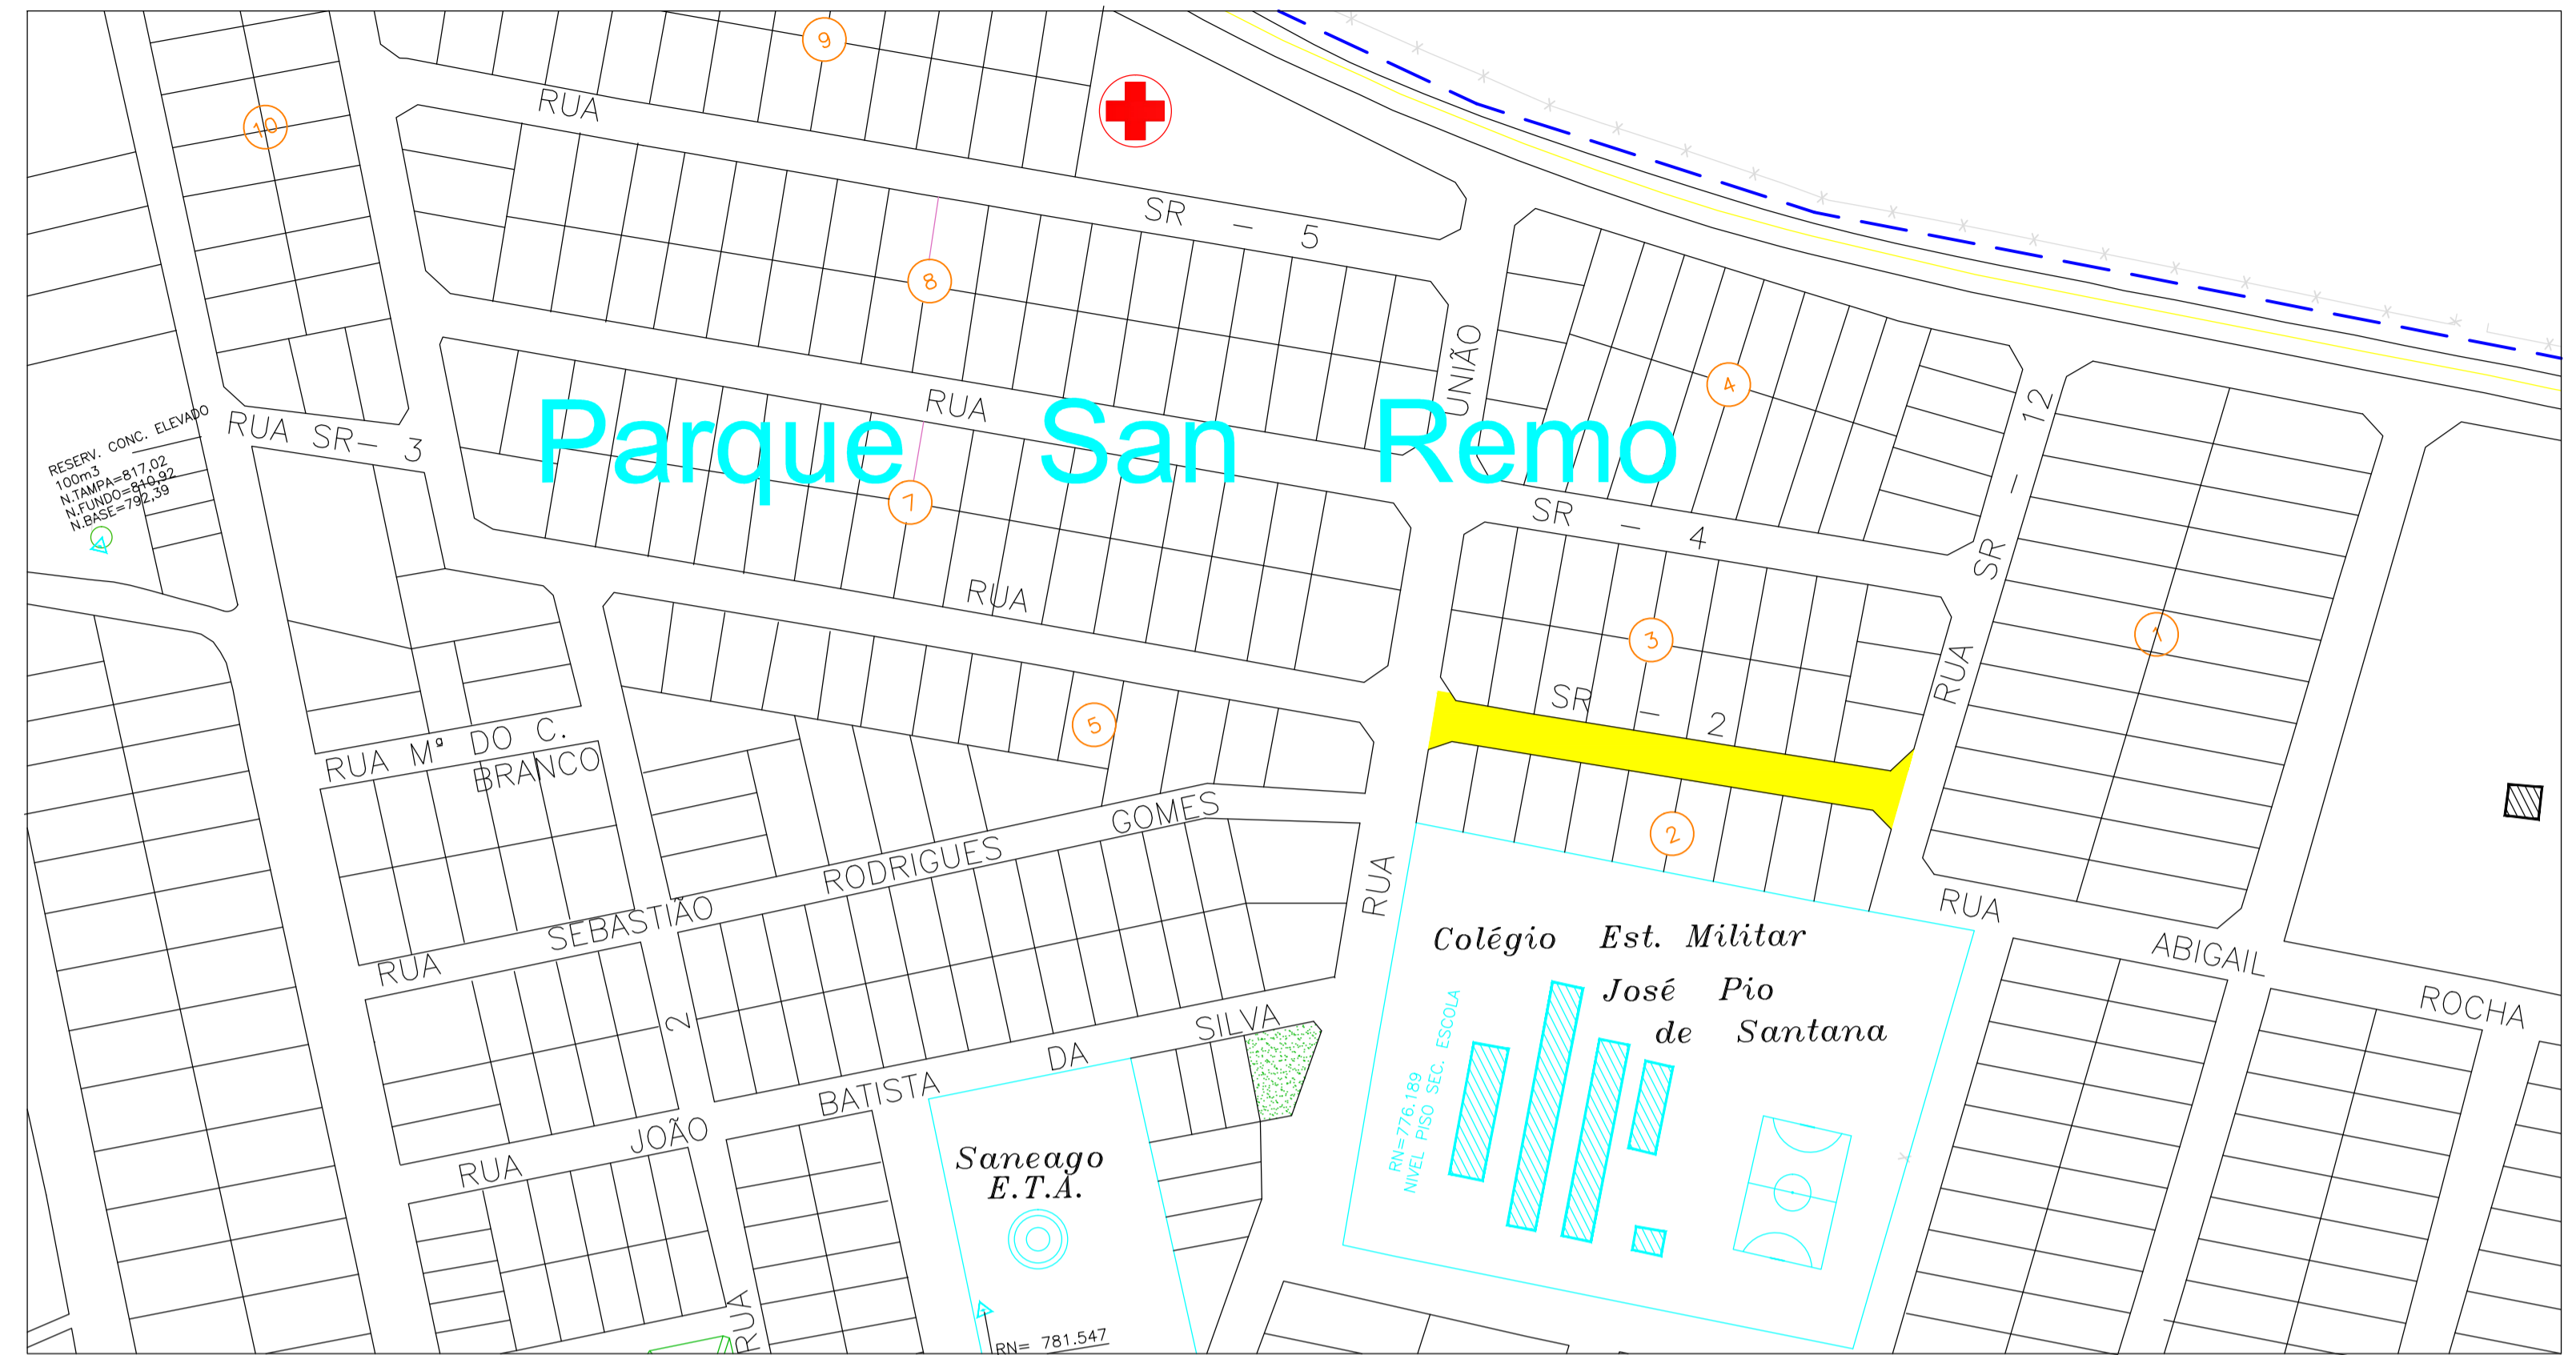 9
10
RUA
SR - 5
8
UNIÃO
4
RUA
Parque San Remo
SR - 12
RUA SR- 3
RESERV. CONC. ELEVADO
100m3
N.TAMPA=817,02
N.FUNDO=810,92
N.BASE=792,39
7
SR - 4
RUA
3
1
RUA
SR - 2
5
RUA Mª DO C.
BRANCO
2
RUA SEBASTIÃO RODRIGUES GOMES
RUA
RUA ABIGAIL ROCHA
Colégio Est. Militar
José Pio
de Santana
RN=776.189
NIVEL PISO SEC. ESCOLA
2
RUA JOÃO BATISTA DA SILVA
Saneago
E.T.A.
RUA
RN= 781.547